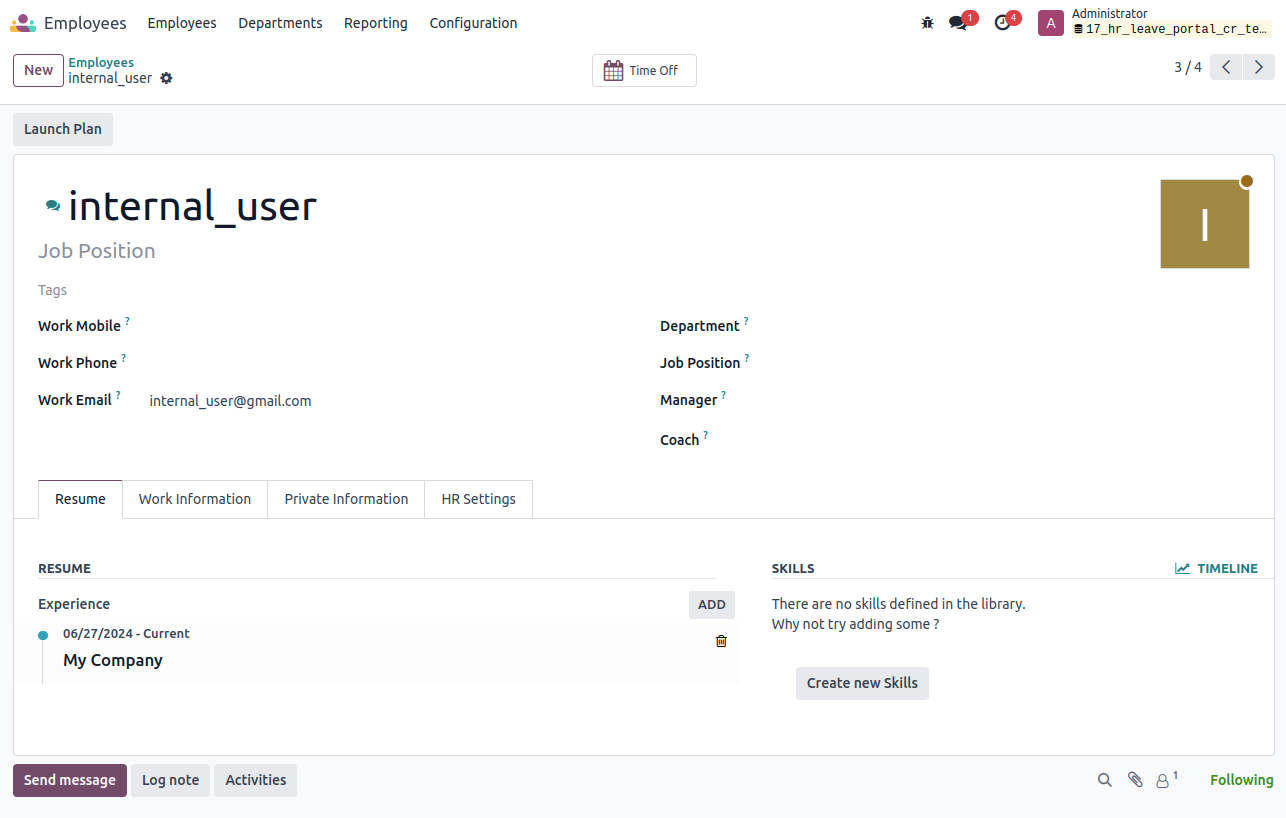 Employees Employees Departments Reporting Configuration 1 4 A Administrator
17_hr_leave_portal_cr_te...
New Employees
internal_user
Time Off
3 / 4
Launch Plan
internal_user
I
Job Position
Tags
Work Mobile ? Department ?
Work Phone ? Job Position ?
Work Email ? internal_user@gmail.com Manager ?
Coach ?
Resume Work Information Private Information HR Settings
RESUME SKILLS TIMELINE
Experience ADD
06/27/2024 - Current
My Company
There are no skills defined in the library.
Why not try adding some ?
Create new Skills
Send message Log note Activities 1 Following